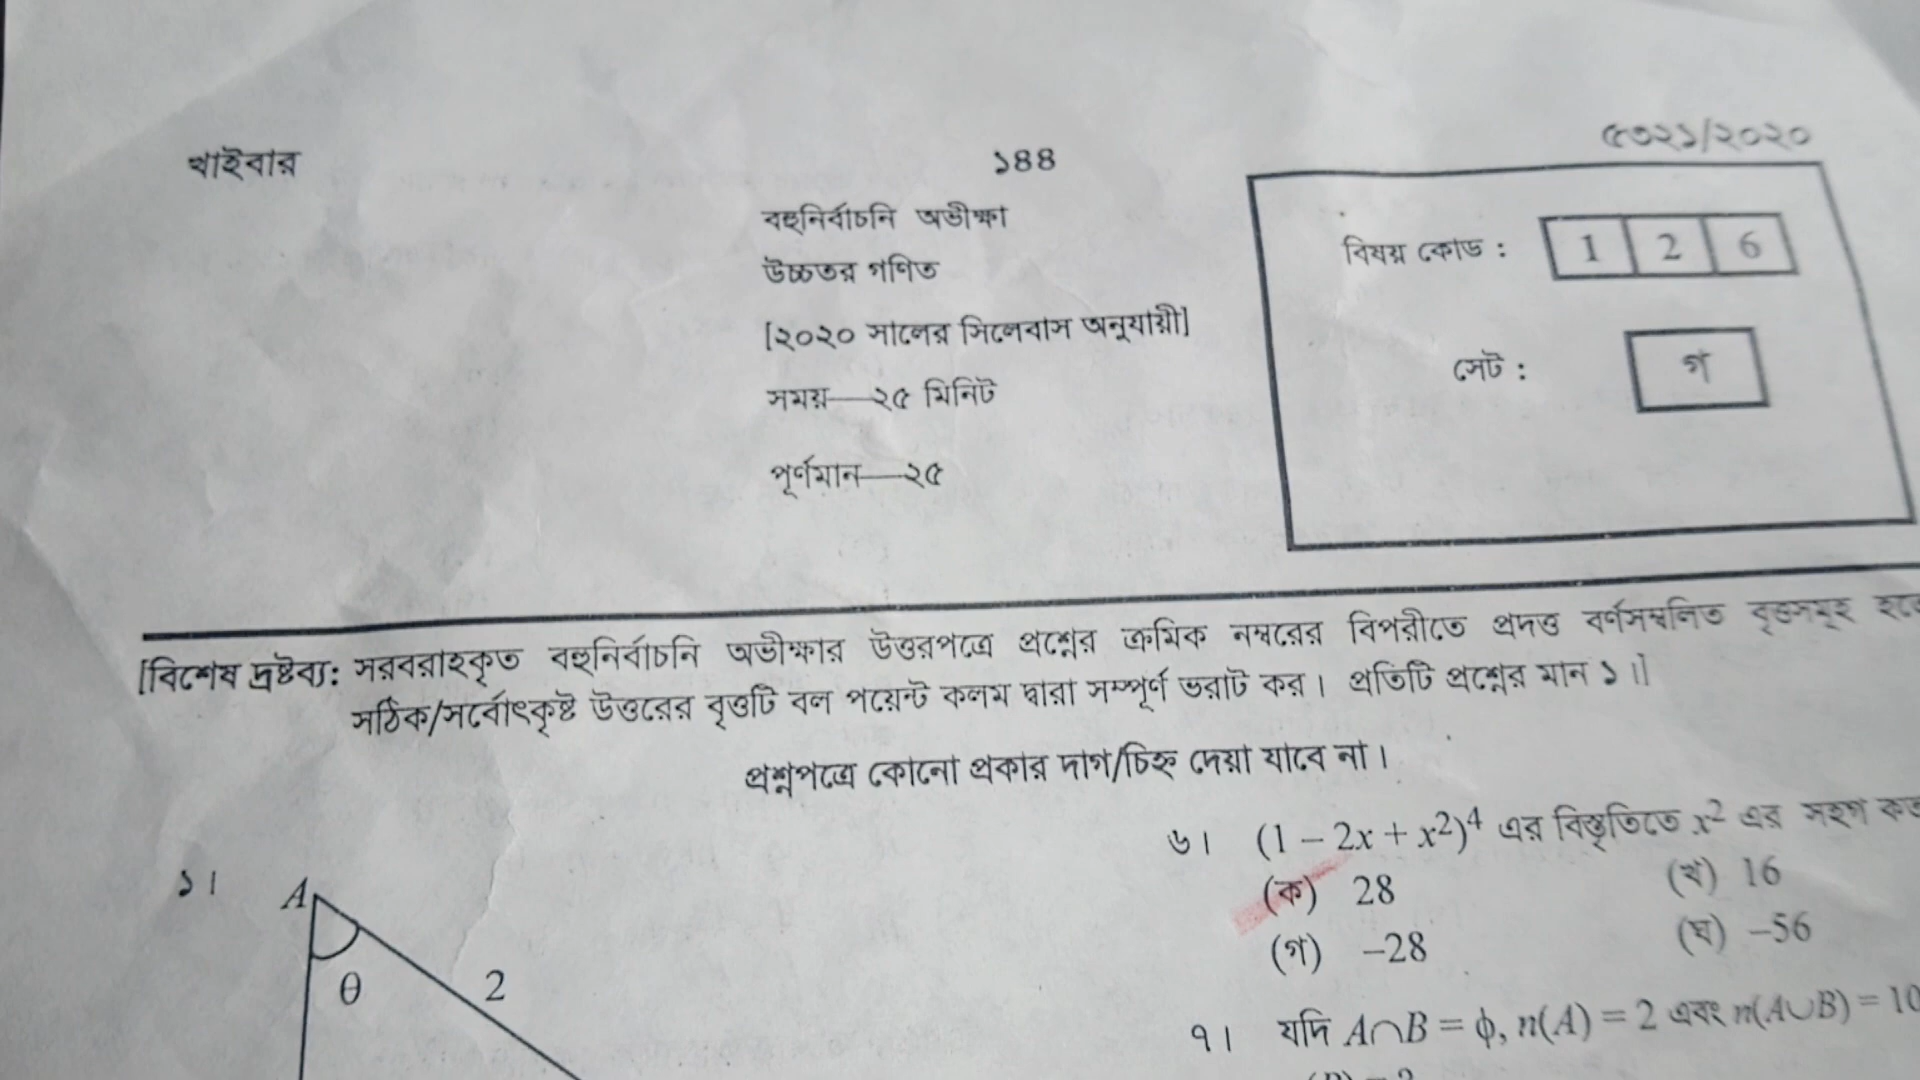 খাইবার
১৪৪
৫৩২১/২০২০
বহুনির্বাচনি অভীক্ষা
উচ্চতর গণিত
[২০২০ সালের সিলেবাস অনুযায়ী]
সময়—২৫ মিনিট
পূর্ণমান—২৫
বিষয় কোড : 1 2 6
সেট : গ
[বিশেষ দ্রষ্টব্য: সরবরাহকৃত বহুনির্বাচনি অভীক্ষার উত্তরপত্রে প্রশ্নের ক্রমিক নম্বরের বিপরীতে প্রদত্ত বর্ণসম্বলিত বৃত্তসমূহ
সঠিক/সর্বোৎকৃষ্ট উত্তরের বৃত্তটি বল পয়েন্ট কলম দ্বারা সম্পূর্ণ ভরাট কর। প্রতিটি প্রশ্নের মান ১।]
প্রশ্নপত্রে কোনো প্রকার দাগ/চিহ্ন দেয়া যাবে না।
১।
A
θ
2
৬। (1 − 2x + x²)⁴ এর বিস্তৃতিতে x² এর সহগ
(ক) 28 (খ) 16
(গ) −28 (ঘ) −56
৭। যদি A∩B = ϕ, n(A) = 2 এবং n(A∪B) = 10